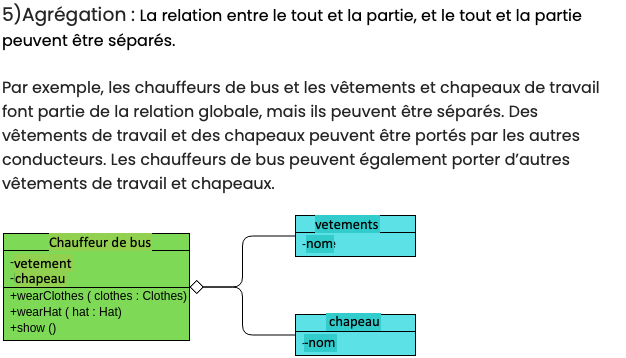 5)Agrégation : La relation entre le tout et la partie, et le tout et la partie
peuvent être séparés.
Par exemple, les chauffeurs de bus et les vêtements et chapeaux de travail
font partie de la relation globale, mais ils peuvent être séparés. Des
vêtements de travail et des chapeaux peuvent être portés par les autres
conducteurs. Les chauffeurs de bus peuvent également porter d’autres
vêtements de travail et chapeaux.
Chauffeur de bus
-vetement
-chapeau
+wearClothes ( clothes : Clothes)
+wearHat ( hat : Hat)
+show ()
vetements
-nom
chapeau
-nom